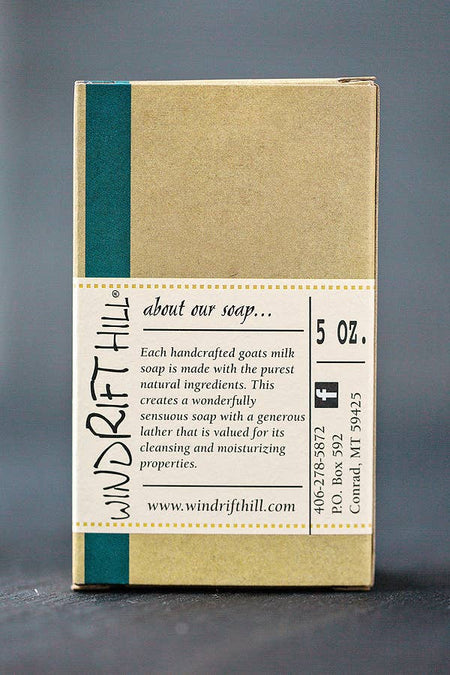 WINDRIFT HILL®
about our soap...
Each handcrafted goats milk
soap is made with the purest
natural ingredients. This
creates a wonderfully
sensuous soap with a generous
lather that is valued for its
cleansing and moisturizing
properties.
www.windrifthill.com
5 oz.
f
406-278-5872
P.O. Box 592
Conrad, MT 59425